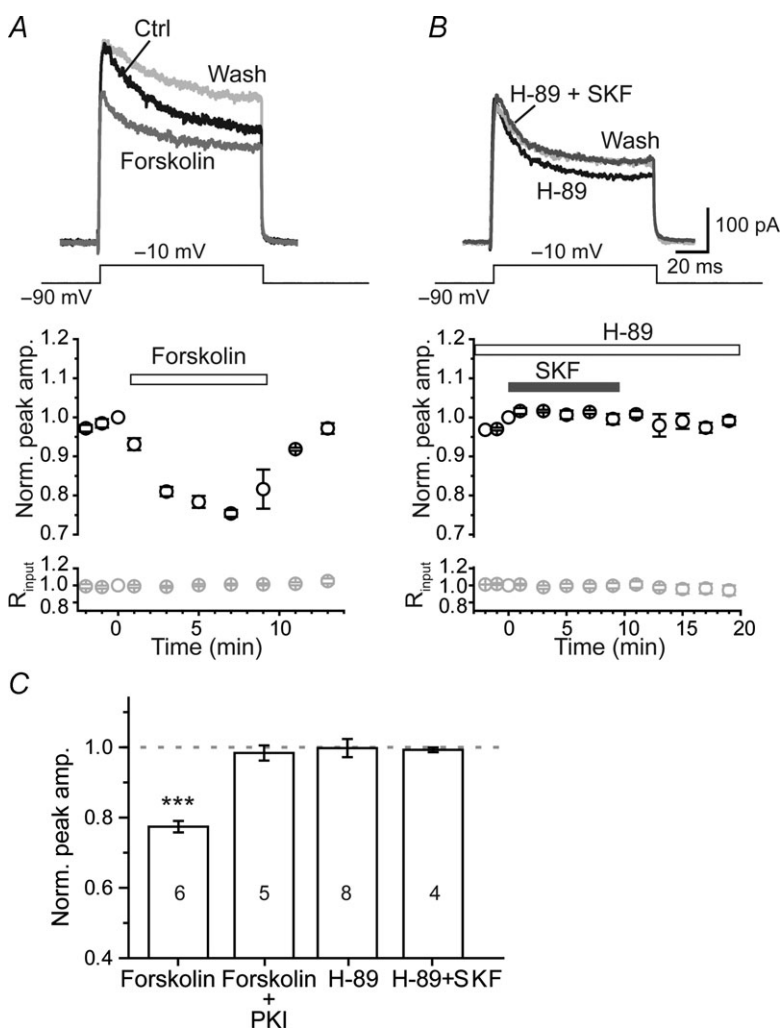 A
Ctrl
Wash
Forskolin
–10 mV
–90 mV
1.2
1.1
1.0
0.9
0.8
0.7
Norm. peak amp.
Forskolin
1.2
1.0
0.8
Rinput
0 5 10
Time (min)
B
H-89 + SKF
Wash
H-89
100 pA
20 ms
–10 mV
–90 mV
1.2
1.1
1.0
0.9
0.8
0.7
Norm. peak amp.
H-89
SKF
1.2
1.0
0.8
Rinput
0 5 10 15 20
Time (min)
C
Norm. peak amp.
1.0
0.8
0.6
0.4
***
6 5 8 4
Forskolin Forskolin H-89 H-89+SKF
+
PKI